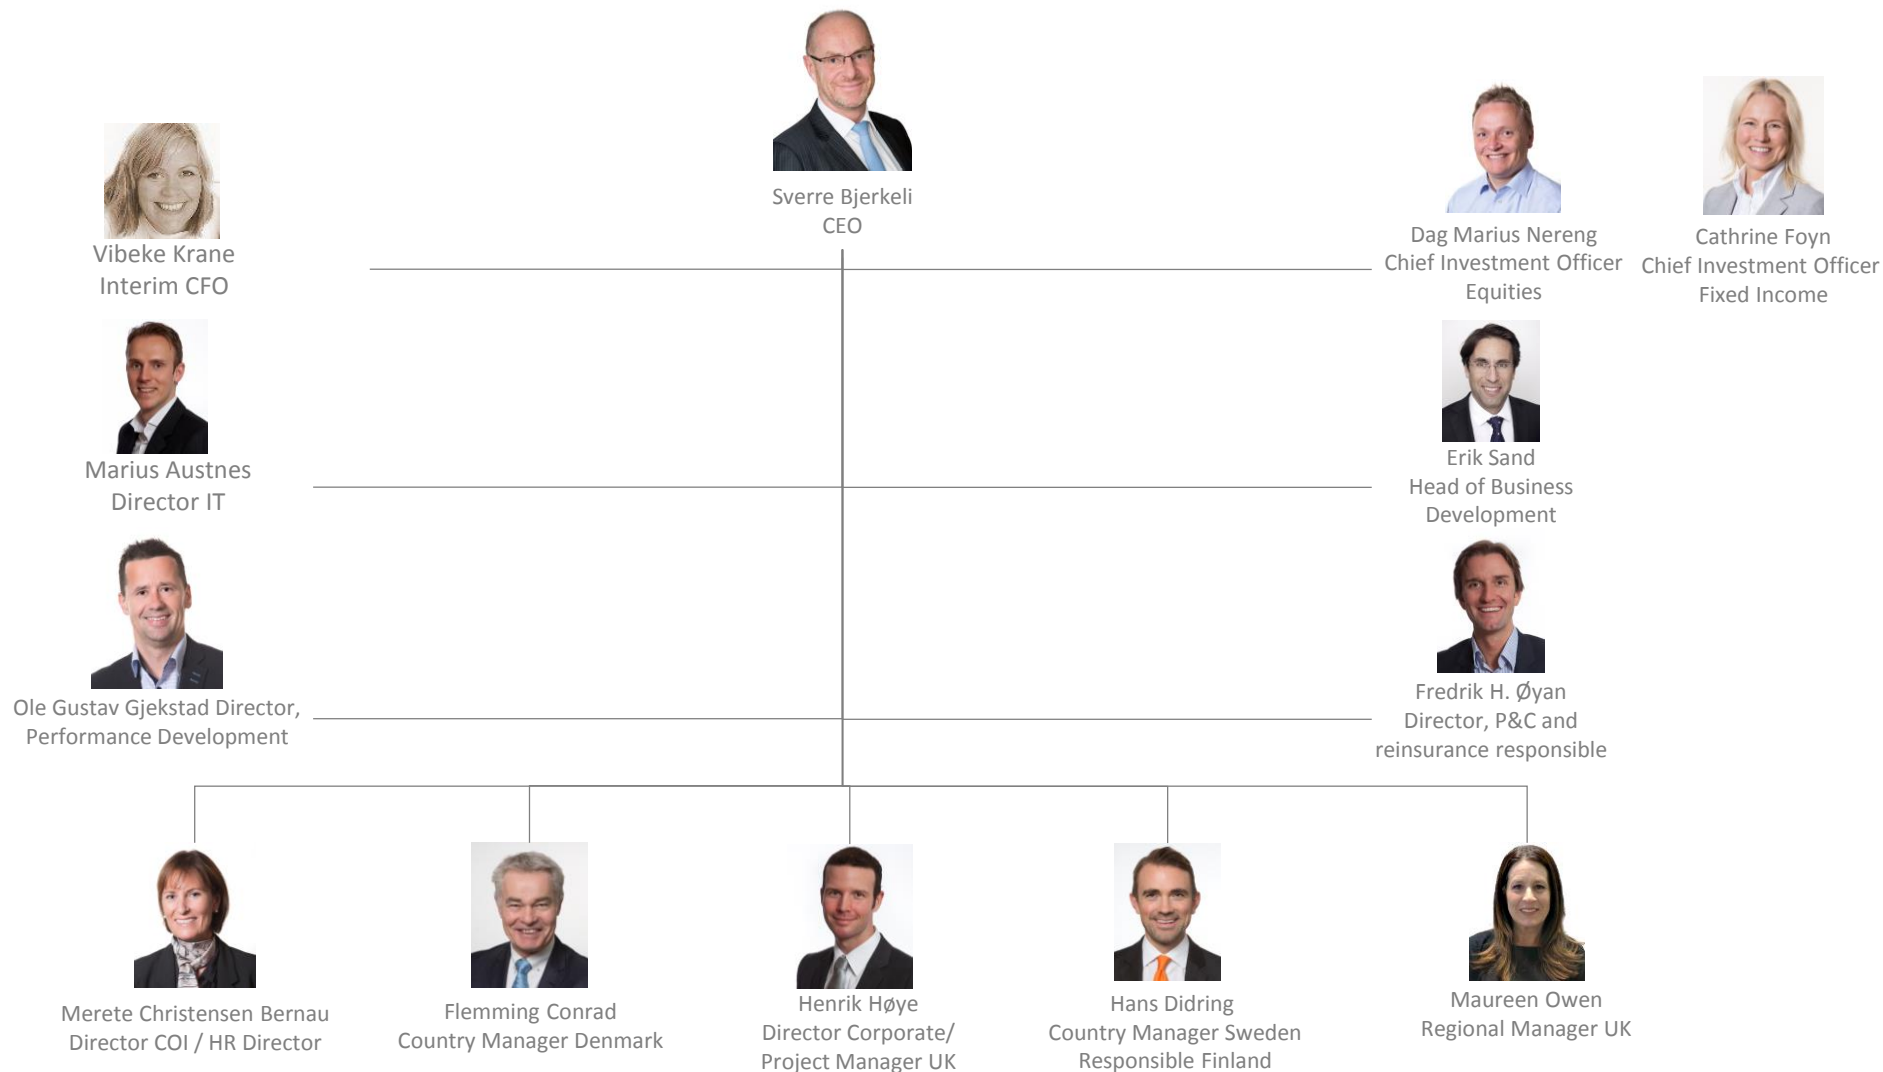 Sverre Bjerkeli
CEO
Vibeke Krane
Interim CFO
Dag Marius Nereng
Chief Investment Officer
Equities
Cathrine Foyn
Chief Investment Officer
Fixed Income
Marius Austnes
Director IT
Erik Sand
Head of Business
Development
Ole Gustav Gjekstad Director,
Performance Development
Fredrik H. Øyan
Director, P&C and
reinsurance responsible
Merete Christensen Bernau
Director COI / HR Director
Flemming Conrad
Country Manager Denmark
Henrik Høye
Director Corporate/
Project Manager UK
Hans Didring
Country Manager Sweden
Responsible Finland
Maureen Owen
Regional Manager UK